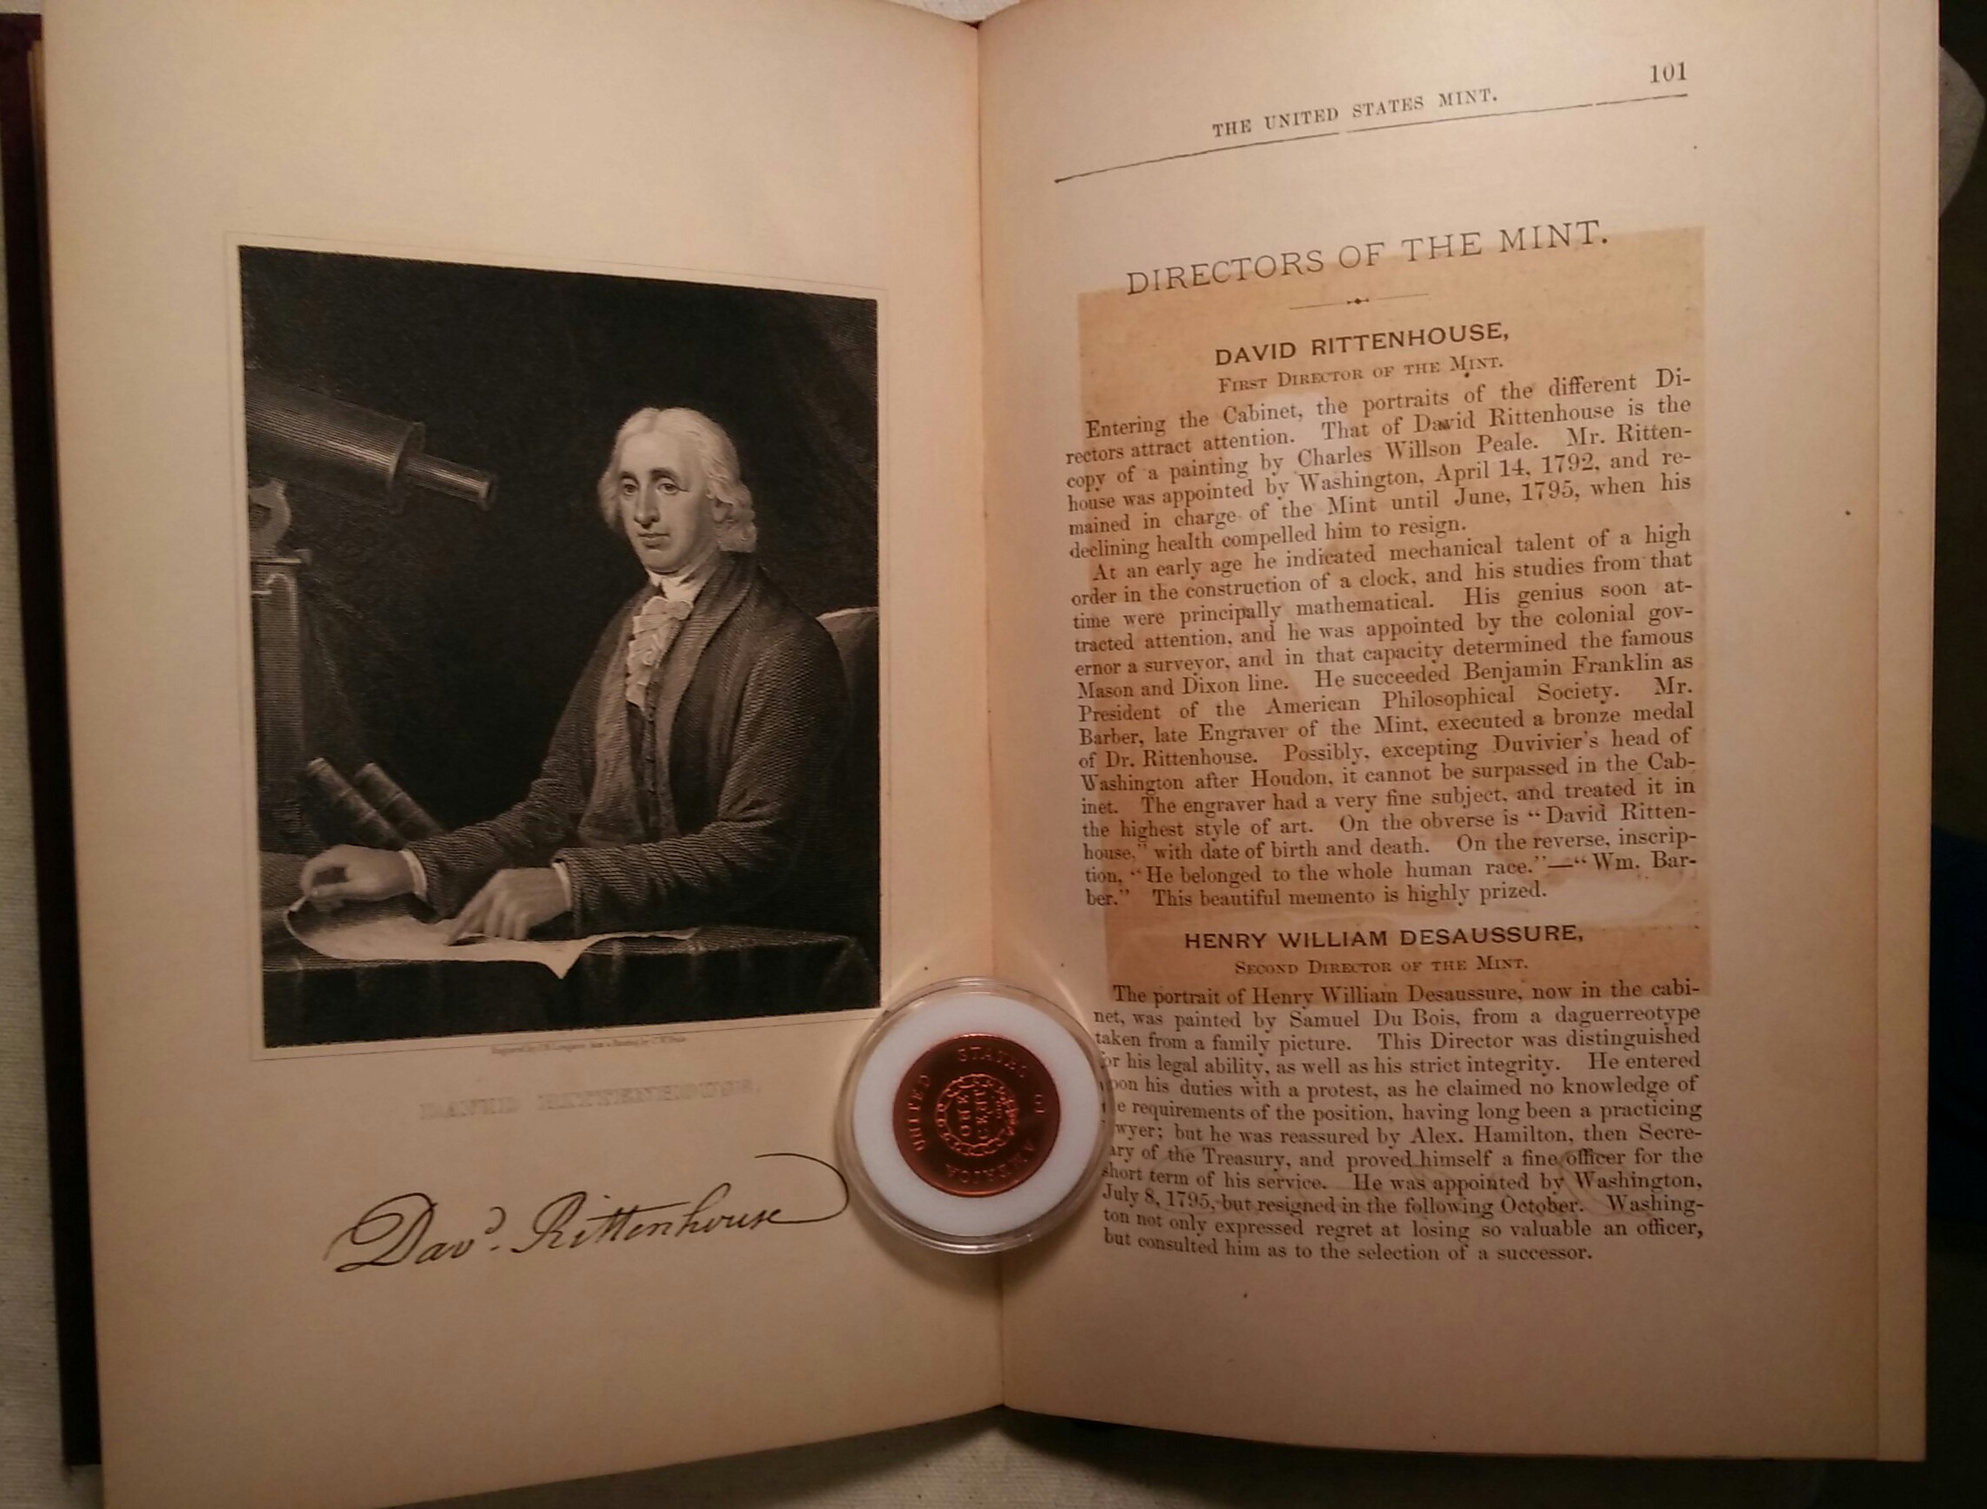 DAVID RITTENHOUSE.
Dav.d Rittenhouse
UNITED STATES OF AMERICA
ONE
CENT
101
THE UNITED STATES MINT.
DIRECTORS OF THE MINT.
DAVID RITTENHOUSE,
FIRST DIRECTOR OF THE MINT.
Entering the Cabinet, the portraits of the different Di-
rectors attract attention. That of David Rittenhouse is the
copy of a painting by Charles Willson Peale. Mr. Ritten-
house was appointed by Washington, April 14, 1792, and re-
mained in charge of the Mint until June, 1795, when his
declining health compelled him to resign.
At an early age he indicated mechanical talent of a high
order in the construction of a clock, and his studies from that
time were principally mathematical. His genius soon at-
tracted attention, and he was appointed by the colonial gov-
ernor a surveyor, and in that capacity determined the famous
Mason and Dixon line. He succeeded Benjamin Franklin as
President of the American Philosophical Society. Mr.
Barber, late Engraver of the Mint, executed a bronze medal
of Dr. Rittenhouse. Possibly, excepting Duvivier's head of
Washington after Houdon, it cannot be surpassed in the Cab-
inet. The engraver had a very fine subject, and treated it in
the highest style of art. On the obverse is "David Ritten-
house," with date of birth and death. On the reverse, inscrip-
tion, "He belonged to the whole human race."—"Wm. Bar-
ber." This beautiful memento is highly prized.
HENRY WILLIAM DESAUSSURE,
SECOND DIRECTOR OF THE MINT.
The portrait of Henry William Desaussure, now in the cabi-
net, was painted by Samuel Du Bois, from a daguerreotype
taken from a family picture. This Director was distinguished
or his legal ability, as well as his strict integrity. He entered
pon his duties with a protest, as he claimed no knowledge of
e requirements of the position, having long been a practicing
wyer; but he was reassured by Alex. Hamilton, then Secre-
ary of the Treasury, and proved himself a fine officer for the
short term of his service. He was appointed by Washington,
July 8, 1795, but resigned in the following October. Washing-
ton not only expressed regret at losing so valuable an officer,
but consulted him as to the selection of a successor.